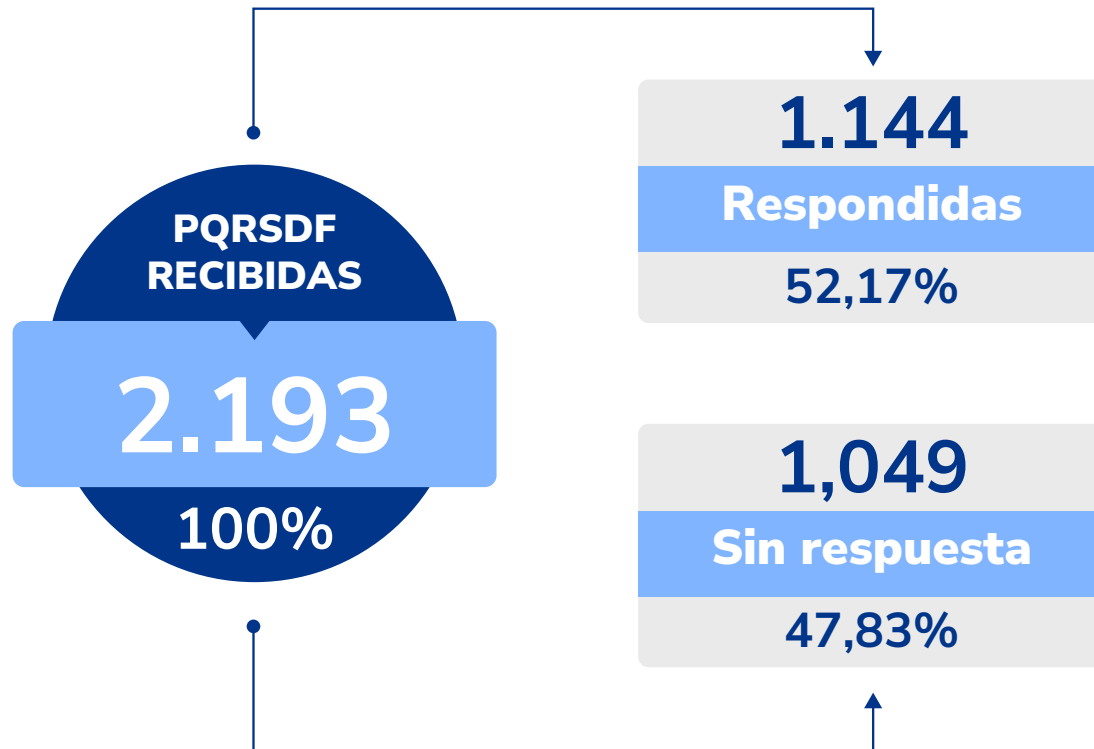 PQRSDF
RECIBIDAS
2.193
100%
1.144
Respondidas
52,17%
1,049
Sin respuesta
47,83%